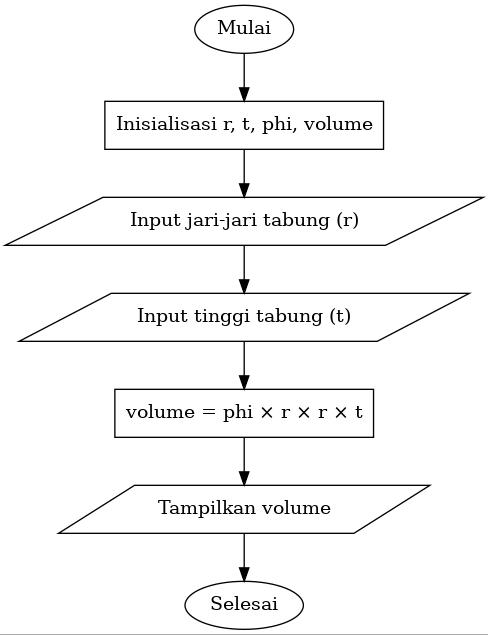 Mulai
Inisialisasi r, t, phi, volume
Input jari-jari tabung (r)
Input tinggi tabung (t)
volume = phi × r × r × t
Tampilkan volume
Selesai